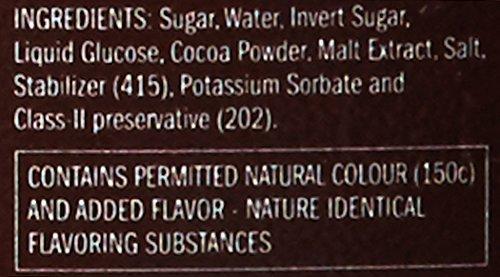 INGREDIENTS: Sugar, Water, Invert Sugar,
Liquid Glucose, Cocoa Powder, Malt Extract, Salt,
Stabilizer (415), Potassium Sorbate and
Class-II preservative (202).
CONTAINS PERMITTED NATURAL COLOUR (150c)
AND ADDED FLAVOR - NATURE IDENTICAL
FLAVORING SUBSTANCES